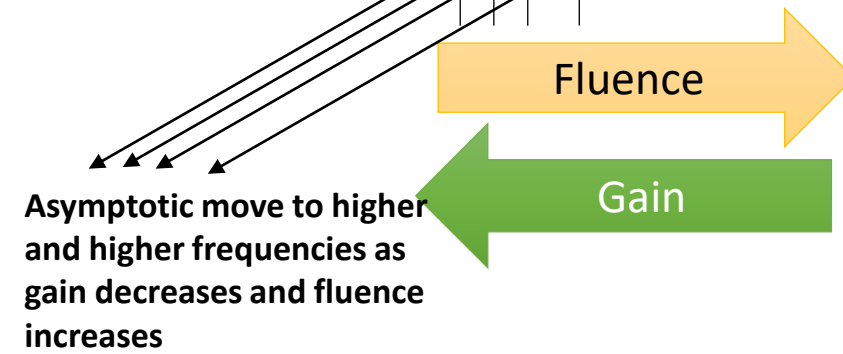 Fluence
Gain
Asymptotic move to higher
and higher frequencies as
gain decreases and fluence
increases